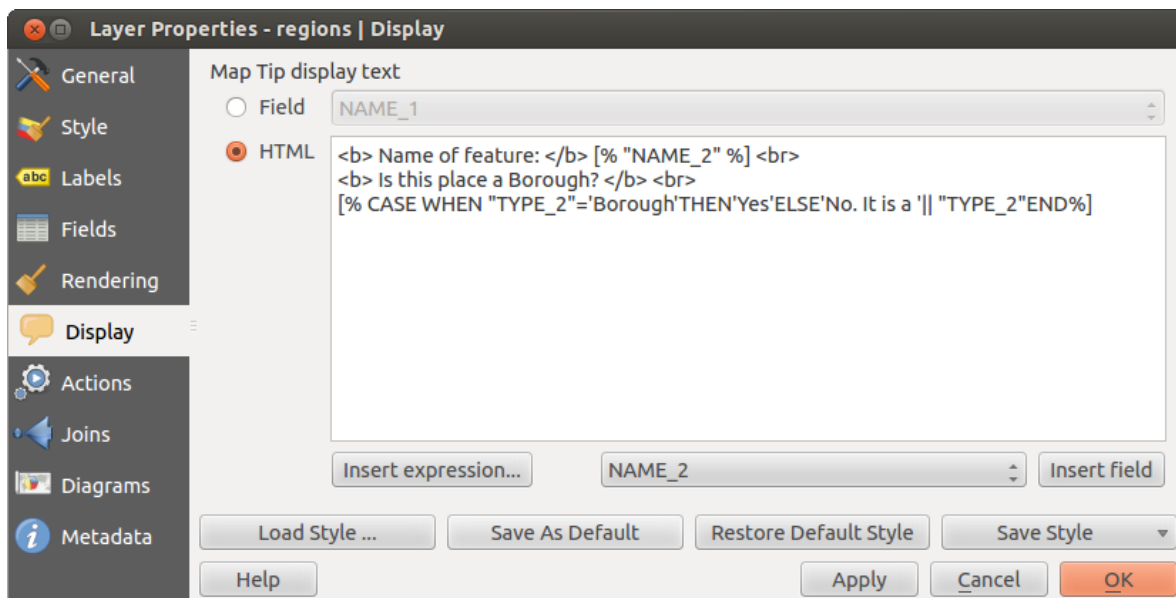 Layer Properties - regions | Display
General
Style
abc Labels
Fields
Rendering
Display
Actions
Joins
Diagrams
Metadata
Map Tip display text
Field NAME_1
HTML
<b> Name of feature: </b> [% "NAME_2" %] <br>
<b> Is this place a Borough? </b> <br>
[% CASE WHEN "TYPE_2"='Borough'THEN'Yes'ELSE'No. It is a '|| "TYPE_2"END%]
Insert expression... NAME_2 Insert field
Load Style ... Save As Default Restore Default Style Save Style
Help Apply Cancel OK